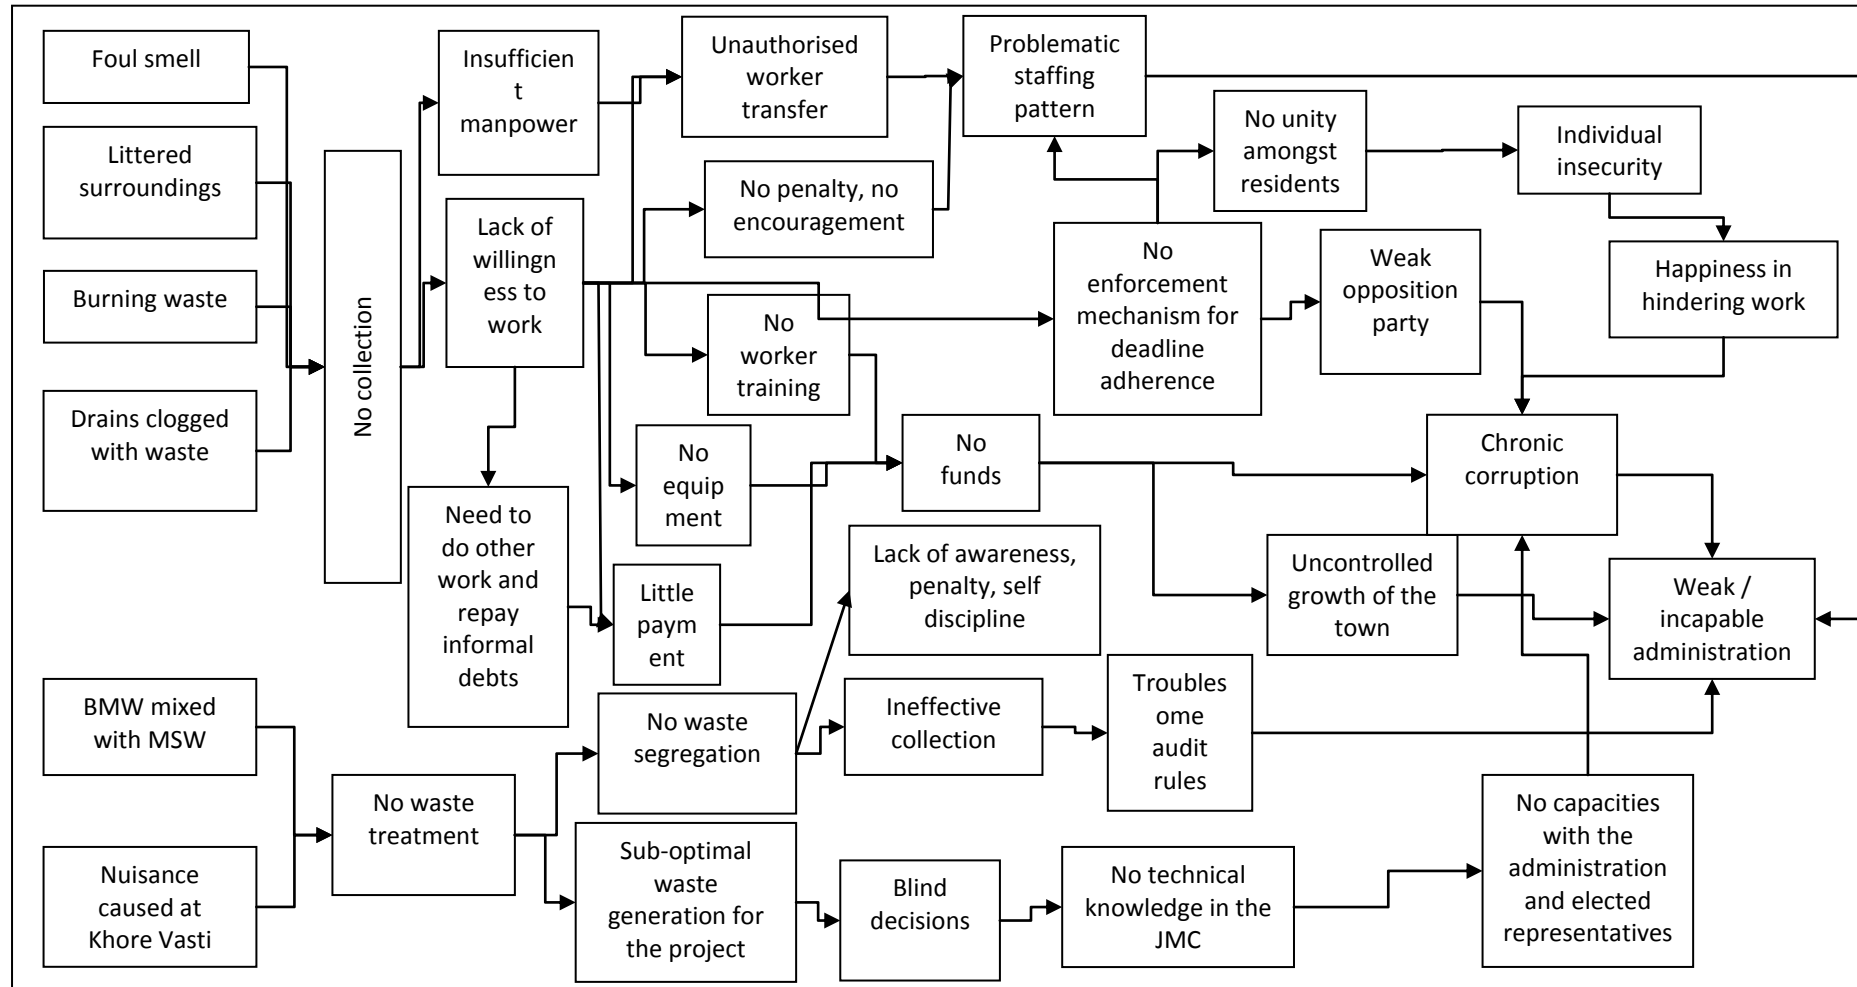 Foul smell
Littered
surroundings
Burning waste
Drains clogged
with waste
No collection
Insufficien
t
manpower
Lack of
willingn
ess to
work
Need to
do other
work and
repay
informal
debts
Unauthorised
worker
transfer
No penalty, no
encouragement
No
worker
training
No
equip
ment
Little
paym
ent
Problematic
staffing
pattern
No
enforcement
mechanism for
deadline
adherence
No unity
amongst
residents
Individual
insecurity
Weak
opposition
party
Happiness in
hindering work
No
funds
Chronic
corruption
Lack of awareness,
penalty, self
discipline
Uncontrolled
growth of the
town
Weak /
incapable
administration
BMW mixed
with MSW
Nuisance
caused at
Khore Vasti
No waste
treatment
No waste
segregation
Ineffective
collection
Troubles
ome
audit
rules
Sub-optimal
waste
generation for
the project
Blind
decisions
No technical
knowledge in the
JMC
No capacities
with the
administration
and elected
representatives